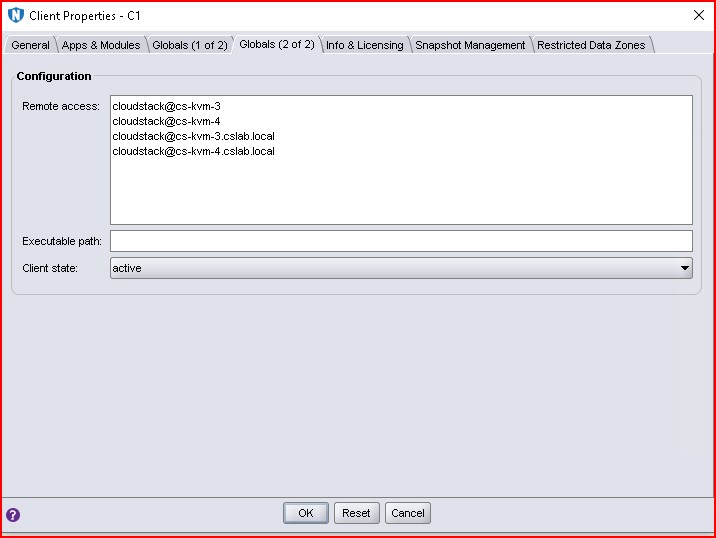 Client Properties - C1
General
Apps & Modules
Globals (1 of 2)
Globals (2 of 2)
Info & Licensing
Snapshot Management
Restricted Data Zones
Configuration
Remote access:
cloudstack@cs-kvm-3
cloudstack@cs-kvm-4
cloudstack@cs-kvm-3.cslab.local
cloudstack@cs-kvm-4.cslab.local
Executable path:
Client state:
active
?
OK
Reset
Cancel